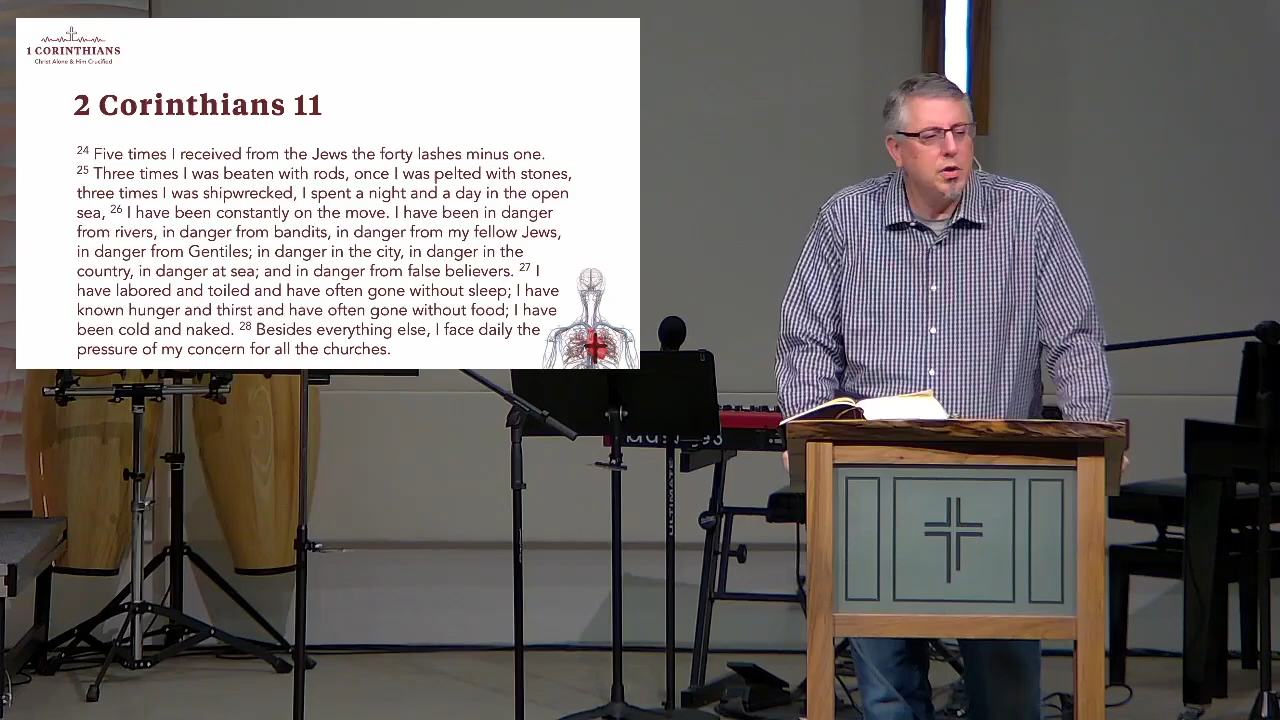 1 CORINTHIANS
Christ Alone & Him Crucified
2 Corinthians 11
24 Five times I received from the Jews the forty lashes minus one.
25 Three times I was beaten with rods, once I was pelted with stones,
three times I was shipwrecked, I spent a night and a day in the open
sea, 26 I have been constantly on the move. I have been in danger
from rivers, in danger from bandits, in danger from my fellow Jews,
in danger from Gentiles; in danger in the city, in danger in the
country, in danger at sea; and in danger from false believers. 27 I
have labored and toiled and have often gone without sleep; I have
known hunger and thirst and have often gone without food; I have
been cold and naked. 28 Besides everything else, I face daily the
pressure of my concern for all the churches.
ULTIMATE